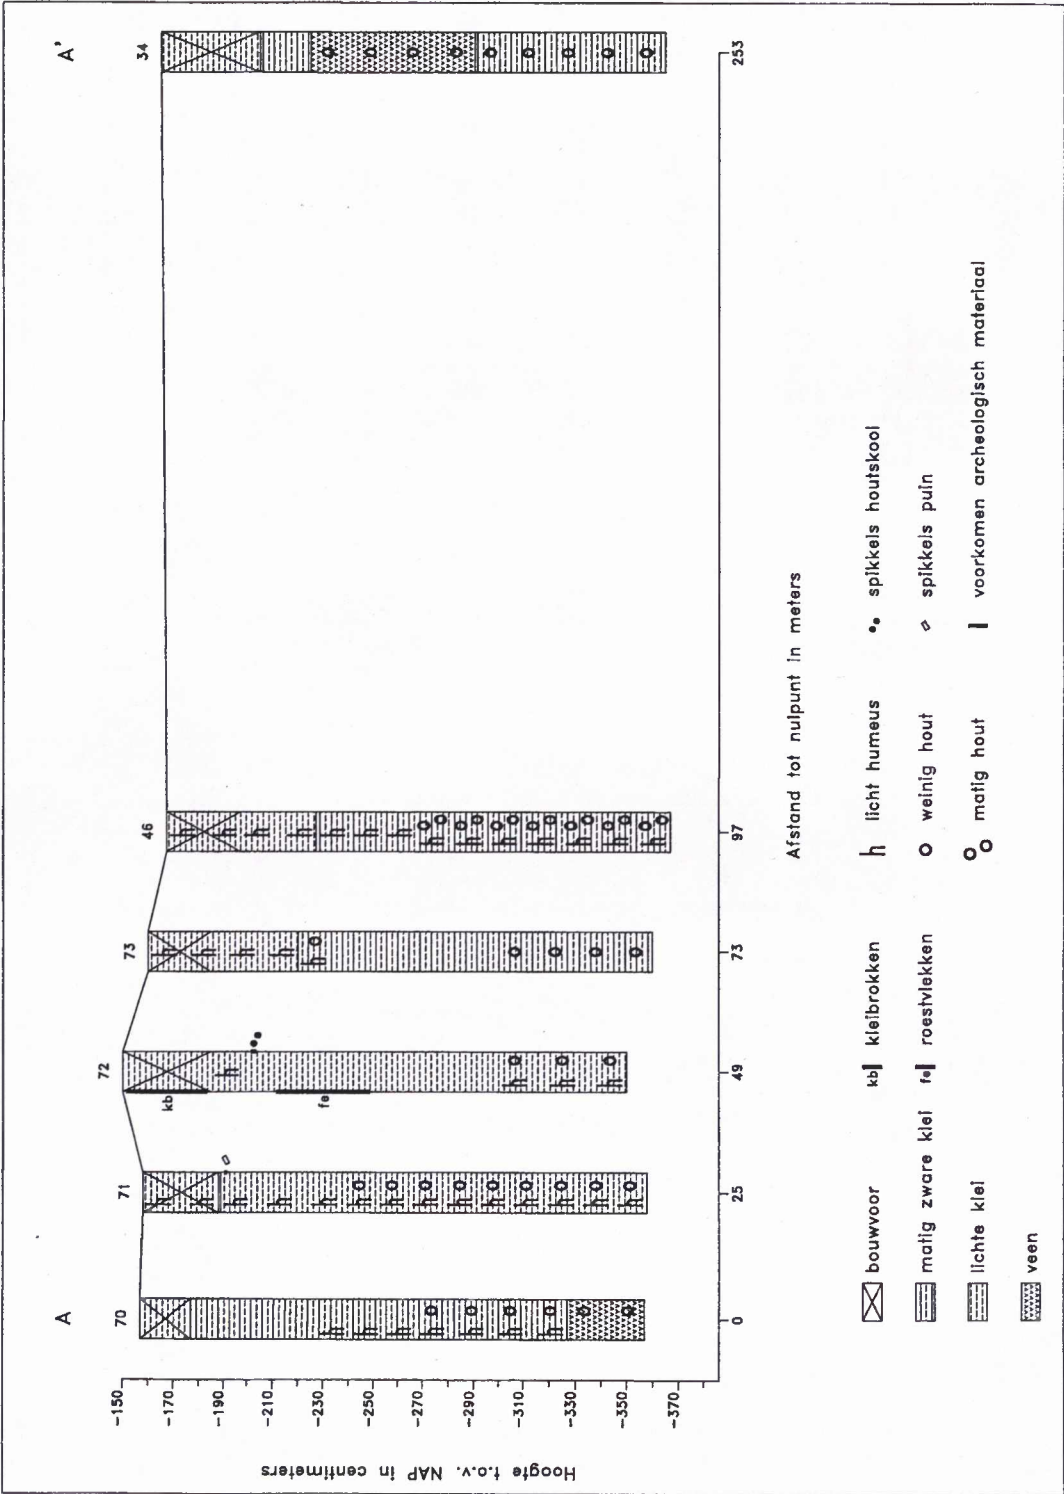 A A'
70 71 72 73 46 34
kb
fe
Hoogte t.o.v. NAP in centimeters
-150
-170
-190
-210
-230
-250
-270
-290
-310
-330
-350
-370
0 25 49 73 97 253
Afstand tot nulpunt in meters
bouwvoor
matig zware klei
lichte klei
veen
kb kleibrokken
fe roestvlekken
h licht humeus
weinig hout
matig hout
spikkels houtskool
spikkels puin
voorkomen archeologisch materiaal